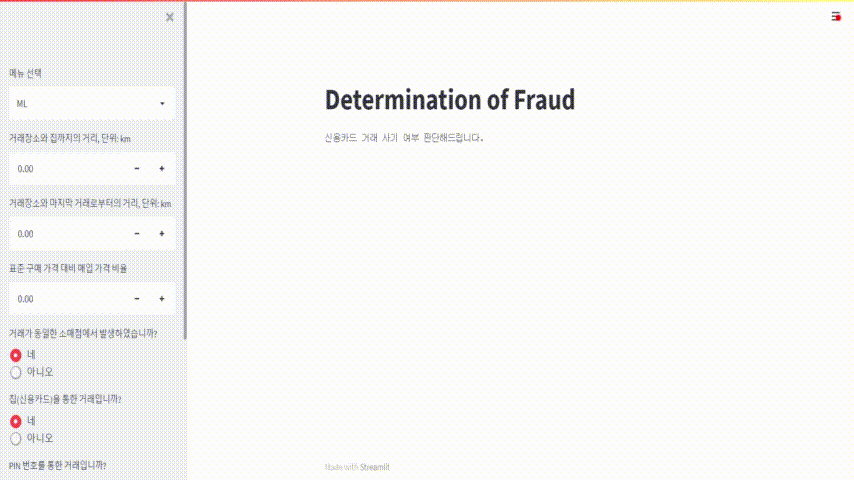 메뉴 선택
ML
거래장소와 집까지의 거리, 단위: km
0.00
거래장소와 마지막 거래로부터의 거리, 단위: km
0.00
표준 구매 가격 대비 매입 가격 비율
0.00
거래가 동일한 소매점에서 발생하였습니까?
네
아니오
칩(신용카드)을 통한 거래입니까?
네
아니오
PIN 번호를 통한 거래입니까?
Determination of Fraud
신용카드 거래 사기 여부 판단해드립니다.
Made with Streamlit